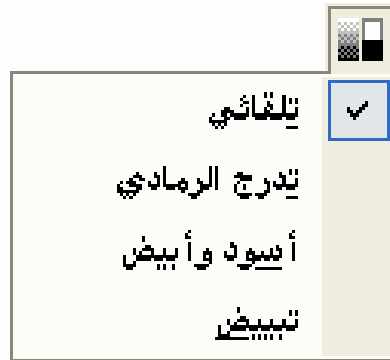 تلقائي
تدرج الرمادي
أسود وأبيض
تبييض